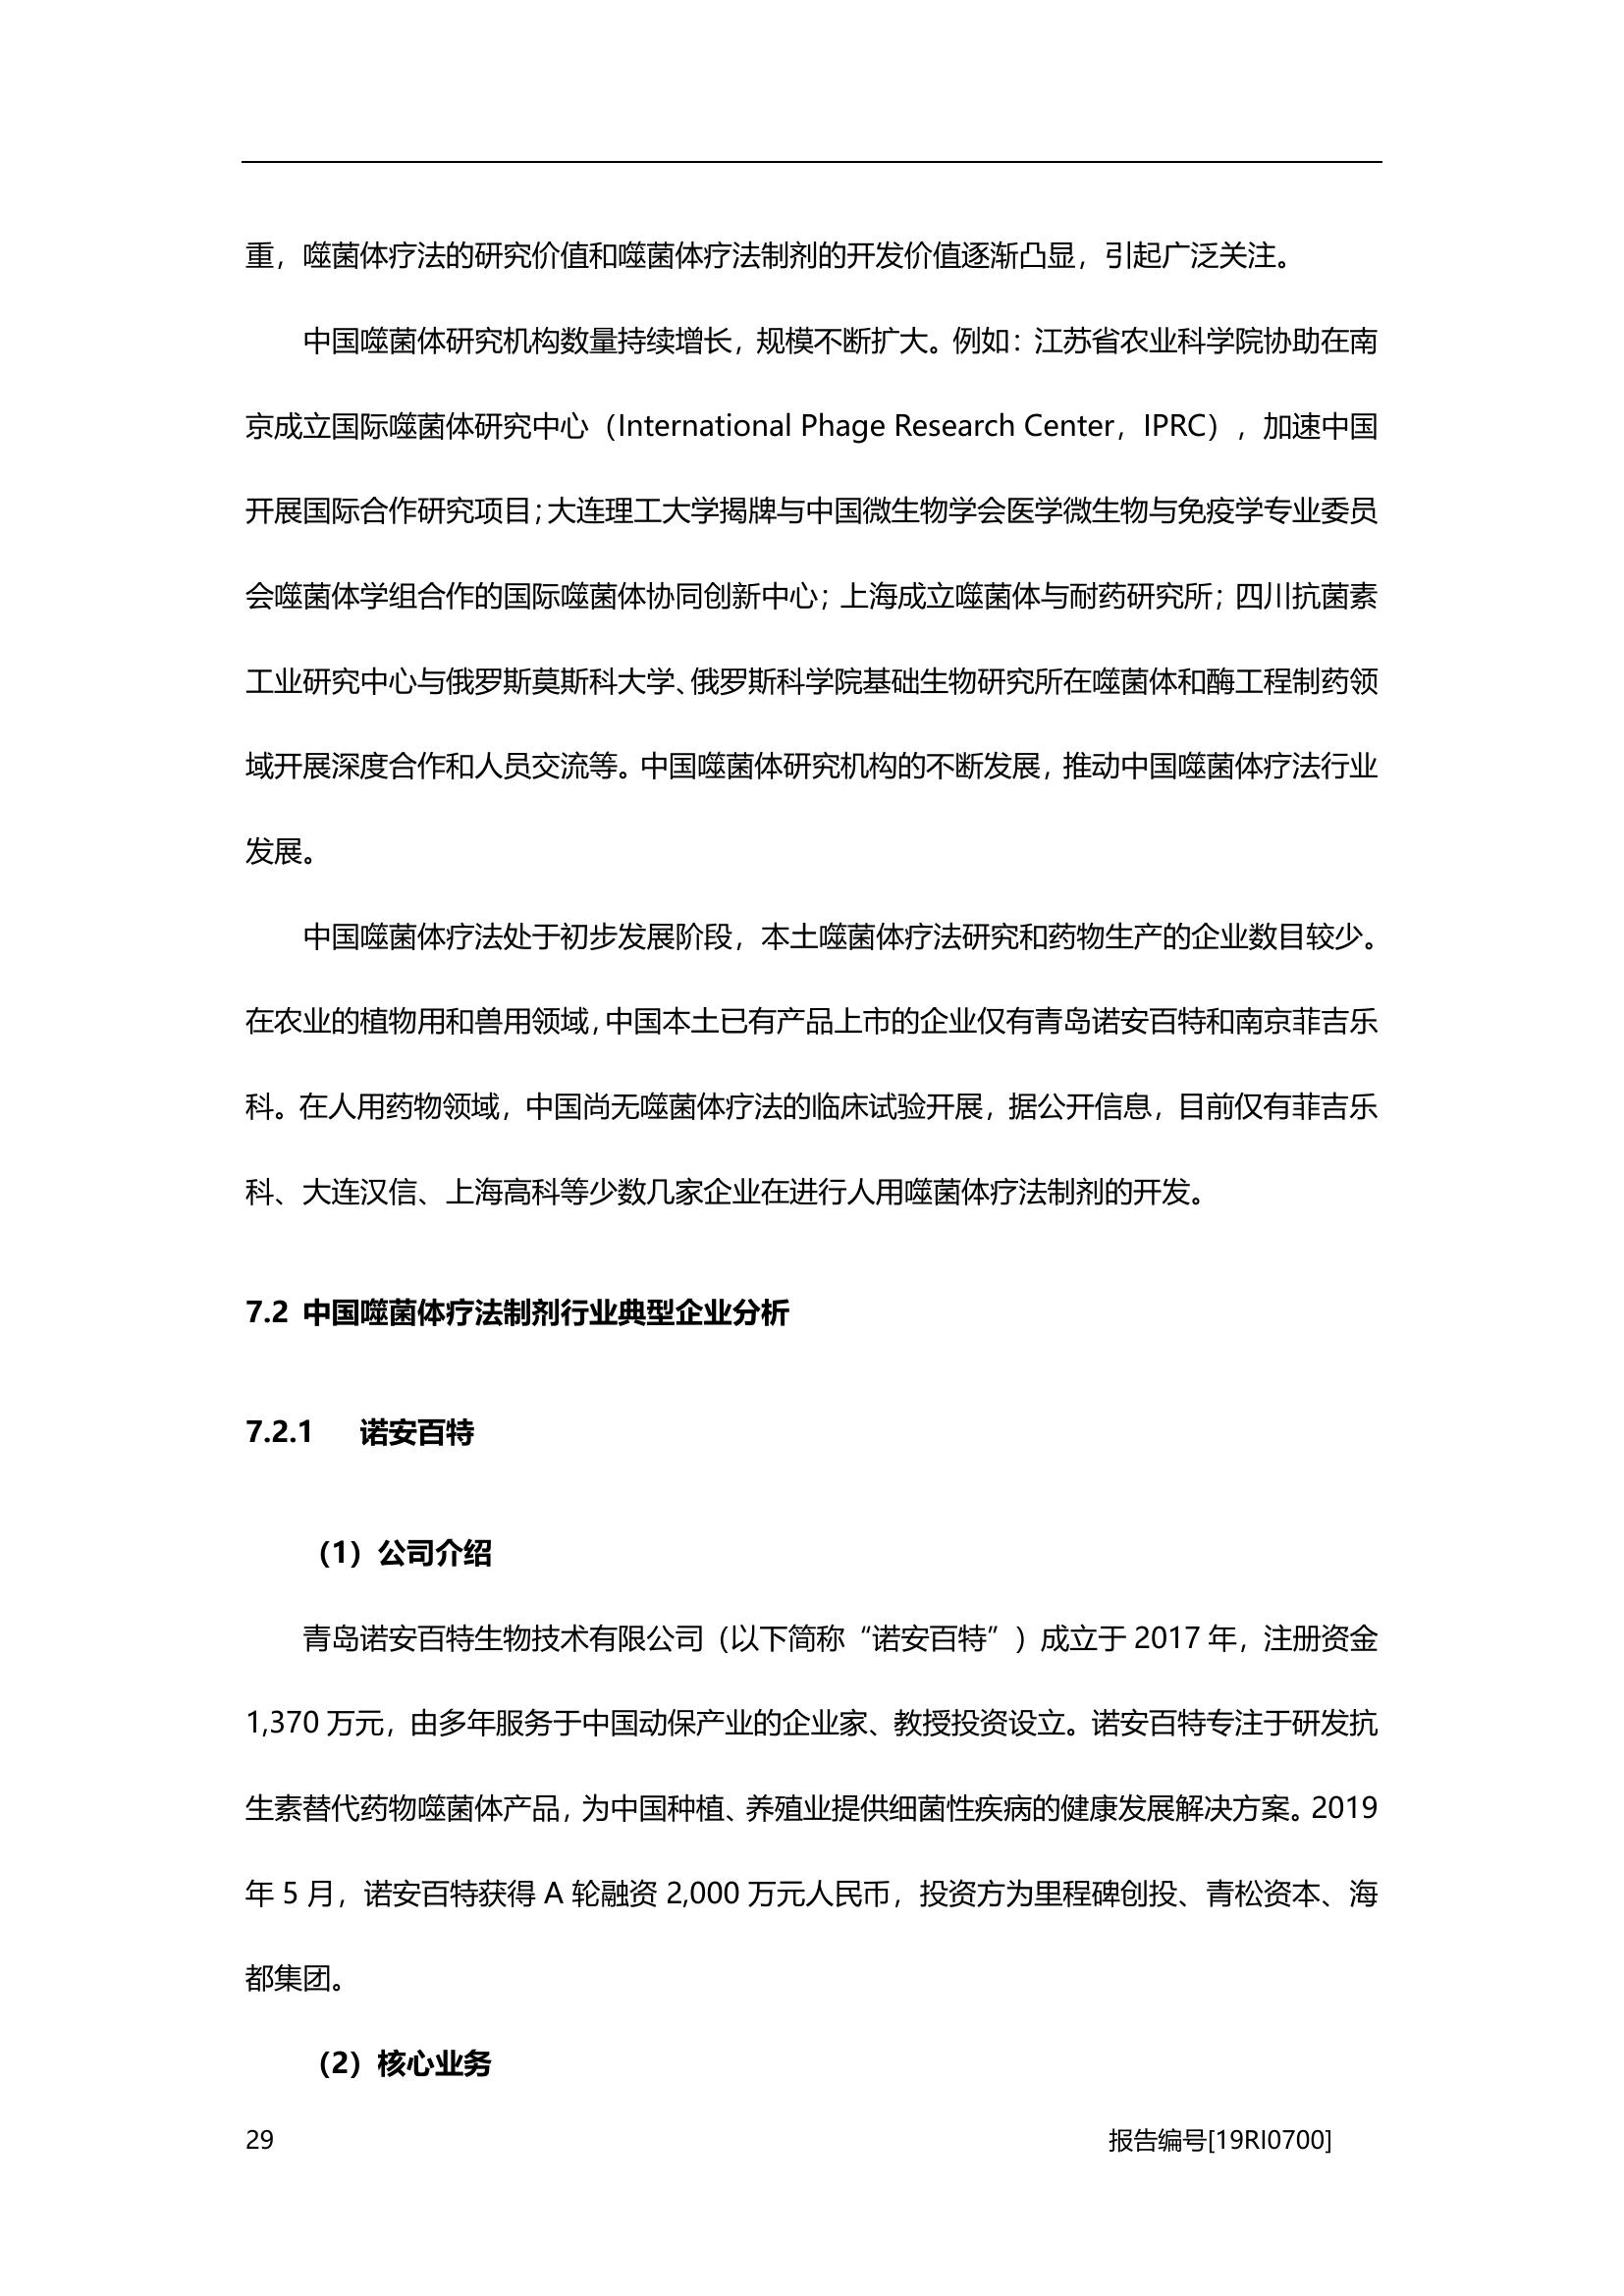 重，噬菌体疗法的研究价值和噬菌体疗法制剂的开发价值逐渐凸显，引起广泛关注。
中国噬菌体研究机构数量持续增长，规模不断扩大。例如：江苏省农业科学院协助在南
京成立国际噬菌体研究中心（International Phage Research Center，IPRC），加速中国
开展国际合作研究项目；大连理工大学揭牌与中国微生物学会医学微生物与免疫学专业委员
会噬菌体学组合作的国际噬菌体协同创新中心；上海成立噬菌体与耐药研究所；四川抗菌素
工业研究中心与俄罗斯莫斯科大学、俄罗斯科学院基础生物研究所在噬菌体和酶工程制药领
域开展深度合作和人员交流等。中国噬菌体研究机构的不断发展，推动中国噬菌体疗法行业
发展。
中国噬菌体疗法处于初步发展阶段，本土噬菌体疗法研究和药物生产的企业数目较少。
在农业的植物用和兽用领域，中国本土已有产品上市的企业仅有青岛诺安百特和南京菲吉乐
科。在人用药物领域，中国尚无噬菌体疗法的临床试验开展，据公开信息，目前仅有菲吉乐
科、大连汉信、上海高科等少数几家企业在进行人用噬菌体疗法制剂的开发。
7.2 中国噬菌体疗法制剂行业典型企业分析
7.2.1 诺安百特
（1）公司介绍
青岛诺安百特生物技术有限公司（以下简称“诺安百特”）成立于 2017 年，注册资金
1,370 万元，由多年服务于中国动保产业的企业家、教授投资设立。诺安百特专注于研发抗
生素替代药物噬菌体产品，为中国种植、养殖业提供细菌性疾病的健康发展解决方案。2019
年 5 月，诺安百特获得 A 轮融资 2,000 万元人民币，投资方为里程碑创投、青松资本、海
都集团。
（2）核心业务
29 报告编号[19RI0700]